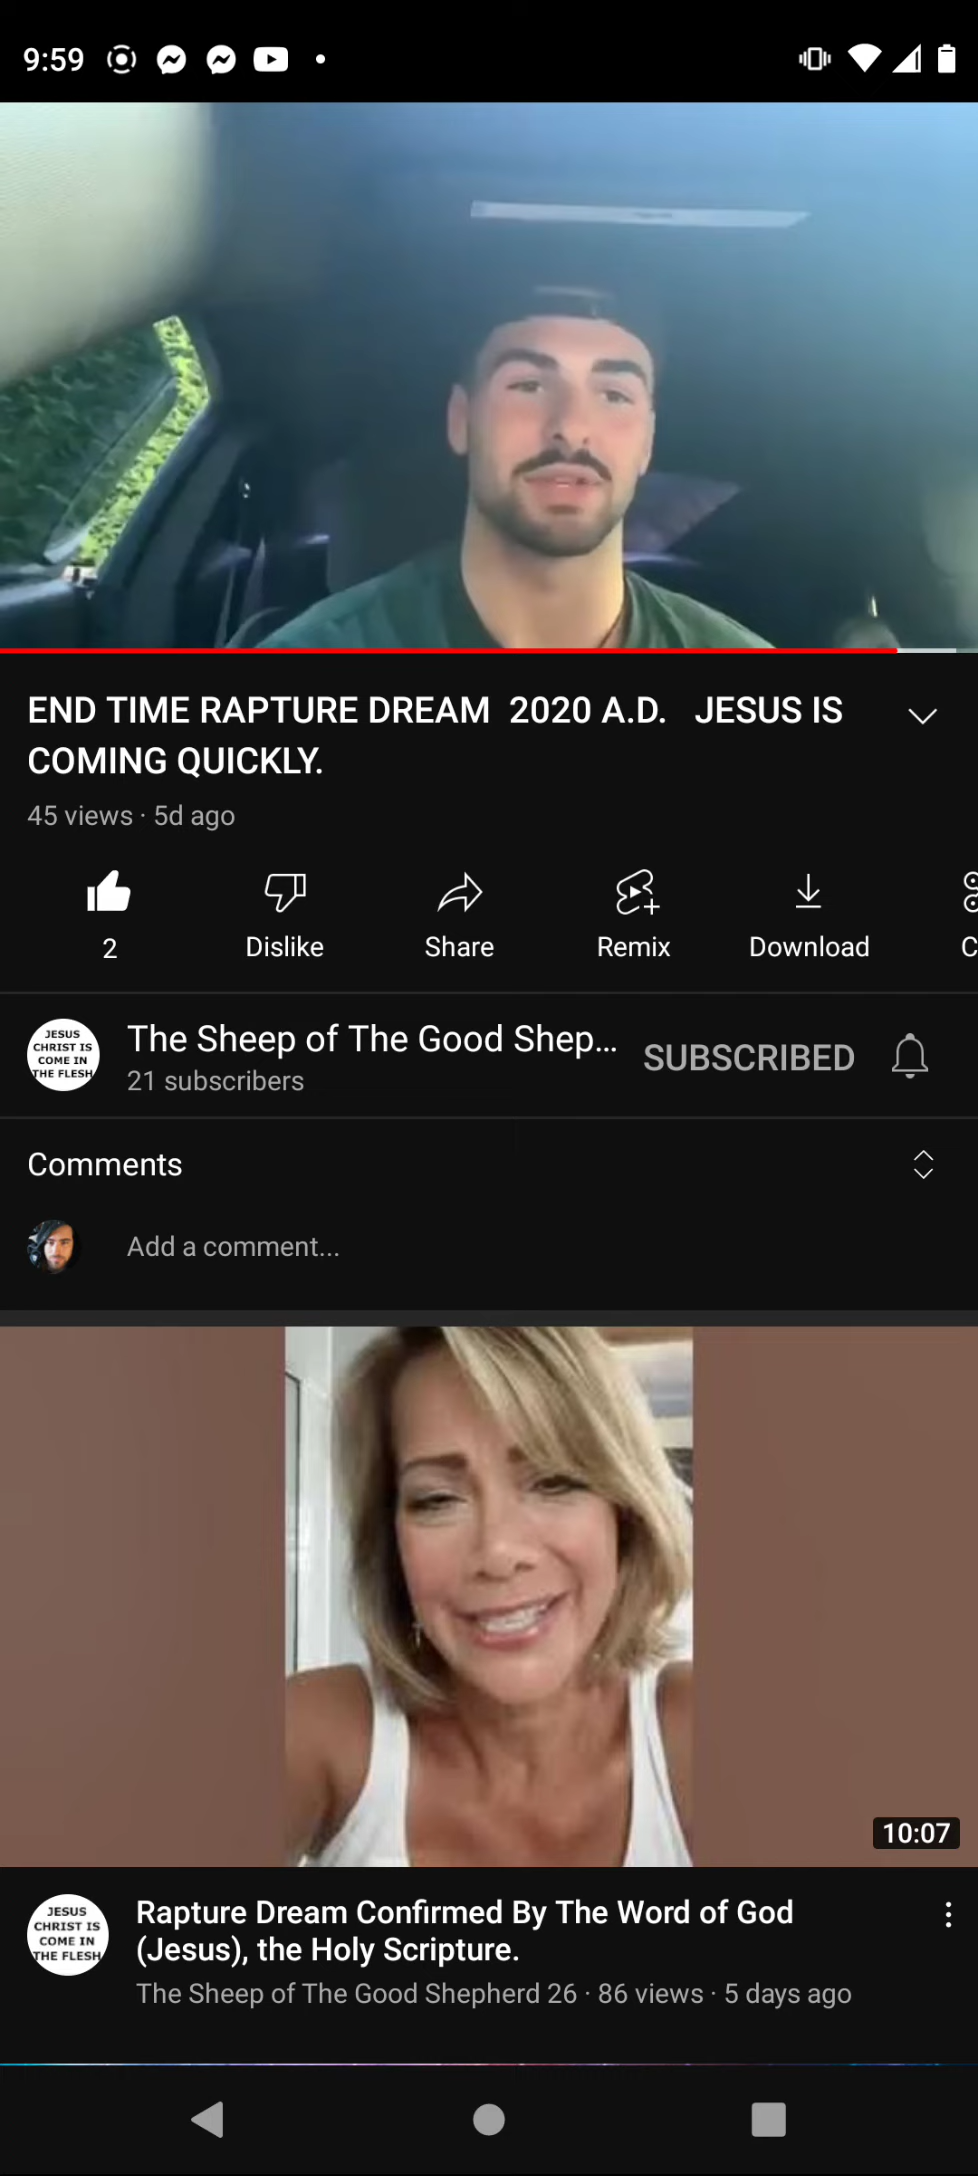 9:59
END TIME RAPTURE DREAM 2020 A.D. JESUS IS
COMING QUICKLY.
45 views · 5d ago
2
Dislike
Share
Remix
Download
C
JESUS
CHRIST IS
COME IN
THE FLESH
The Sheep of The Good Shep...
21 subscribers
SUBSCRIBED
Comments
Add a comment...
10:07
JESUS
CHRIST IS
COME IN
THE FLESH
Rapture Dream Confirmed By The Word of God
(Jesus), the Holy Scripture.
The Sheep of The Good Shepherd 26 · 86 views · 5 days ago